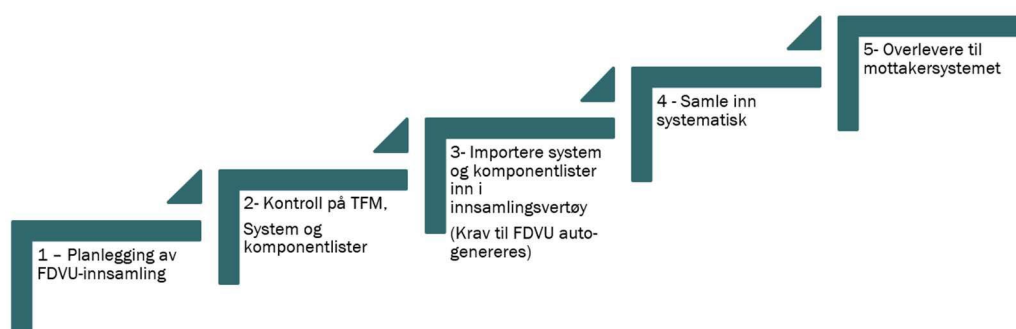 1 – Planlegging av
FDVU-innsamling
2- Kontroll på TFM,
System og
komponentlister
3- Importere system
og komponentlister
inn i
innsamlingsvertøy
(Krav til FDVU auto-
genereres)
4 - Samle inn
systematisk
5- Overlevere til
mottakersystemet